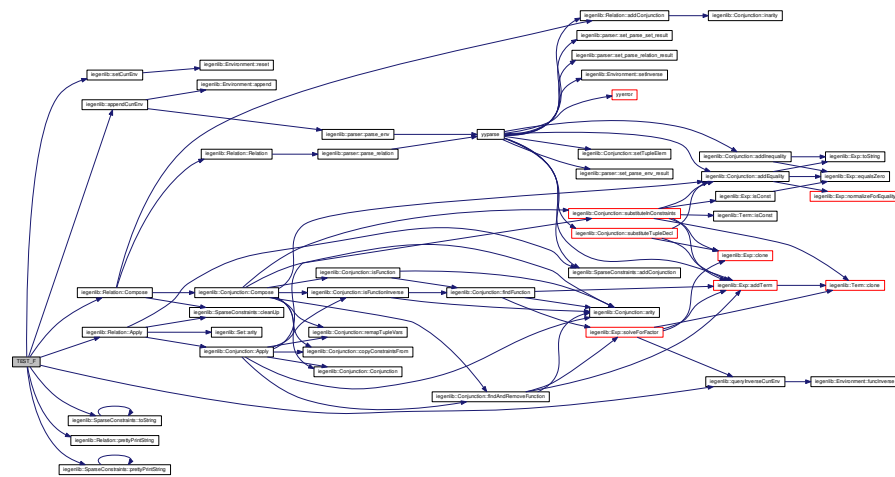 iegenlib::Relation::addConjunction
iegenlib::Conjunction::inarity
iegenlib::parser::set_parse_set_result
iegenlib::parser::set_parse_relation_result
iegenlib::Environment::reset
iegenlib::setCurrEnv
iegenlib::Environment::setInverse
iegenlib::Environment::append
yyerror
iegenlib::appendCurrEnv
iegenlib::parser::parse_env
yyparse
iegenlib::Relation::Relation
iegenlib::parser::parse_relation
iegenlib::Conjunction::setTupleElem
iegenlib::Conjunction::addInequality
iegenlib::Exp::toString
iegenlib::parser::set_parse_env_result
iegenlib::Conjunction::addEquality
iegenlib::Exp::equalsZero
iegenlib::Exp::isConst
iegenlib::Exp::normalizeForEquality
iegenlib::Conjunction::substituteInConstraints
iegenlib::Term::isConst
iegenlib::Conjunction::substituteTupleDecl
iegenlib::Exp::clone
iegenlib::Conjunction::isFunction
iegenlib::SparseConstraints::addConjunction
iegenlib::Relation::Compose
iegenlib::Conjunction::Compose
iegenlib::Conjunction::isFunctionInverse
iegenlib::Conjunction::findFunction
iegenlib::Exp::addTerm
iegenlib::Term::clone
iegenlib::SparseConstraints::cleanUp
iegenlib::Conjunction::arity
iegenlib::Relation::Apply
iegenlib::Set::arity
iegenlib::Conjunction::remapTupleVars
iegenlib::Exp::solveForFactor
iegenlib::Conjunction::Apply
iegenlib::Conjunction::copyConstraintsFrom
TEST_F
iegenlib::Conjunction::Conjunction
iegenlib::queryInverseCurrEnv
iegenlib::Environment::funcInverse
iegenlib::Conjunction::findAndRemoveFunction
iegenlib::SparseConstraints::toString
iegenlib::Relation::prettyPrintString
iegenlib::SparseConstraints::prettyPrintString